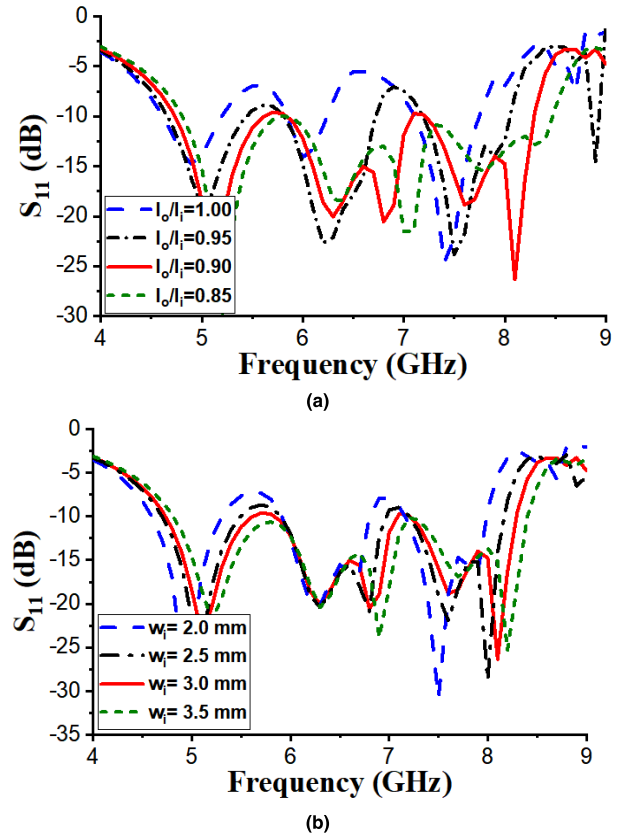 0
-5
-10
-15
-20
-25
-30
S11 (dB)
lo/li=1.00
lo/li=0.95
lo/li=0.90
lo/li=0.85
4 5 6 7 8 9
Frequency (GHz)
(a)
0
-5
-10
-15
-20
-25
-30
-35
S11 (dB)
wi= 2.0 mm
wi= 2.5 mm
wi= 3.0 mm
wi= 3.5 mm
4 5 6 7 8 9
Frequency (GHz)
(b)